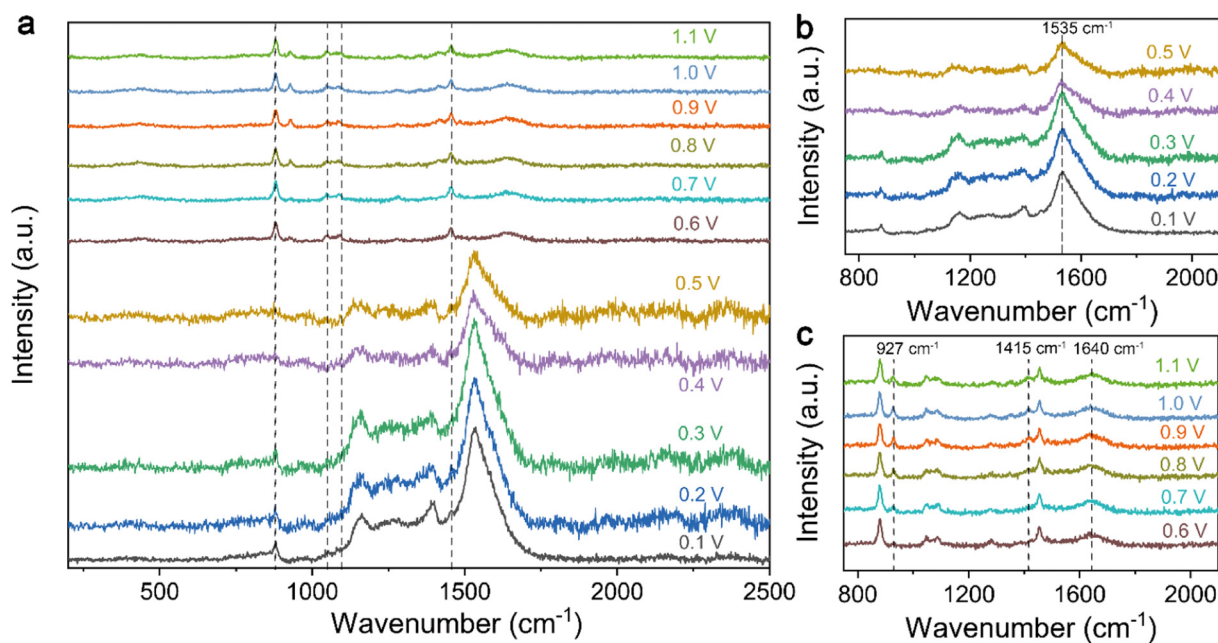 a
1.1 V
1.0 V
0.9 V
0.8 V
0.7 V
0.6 V
0.5 V
0.4 V
0.3 V
0.2 V
0.1 V
Intensity (a.u.)
500 1000 1500 2000 2500
Wavenumber (cm⁻¹)
b
1535 cm⁻¹
0.5 V
0.4 V
0.3 V
0.2 V
0.1 V
Intensity (a.u.)
800 1200 1600 2000
Wavenumber (cm⁻¹)
c
927 cm⁻¹ 1415 cm⁻¹ 1640 cm⁻¹
1.1 V
1.0 V
0.9 V
0.8 V
0.7 V
0.6 V
Intensity (a.u.)
800 1200 1600 2000
Wavenumber (cm⁻¹)